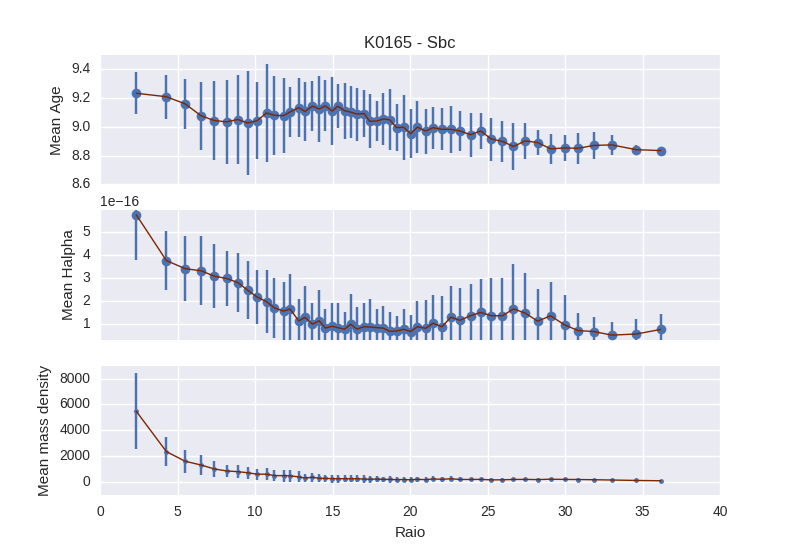 K0165 - Sbc
9.4
9.2
9.0
8.8
8.6
Mean Age
1e−16
5
4
3
2
1
Mean Halpha
8000
6000
4000
2000
0
Mean mass density
0 5 10 15 20 25 30 35 40
Raio